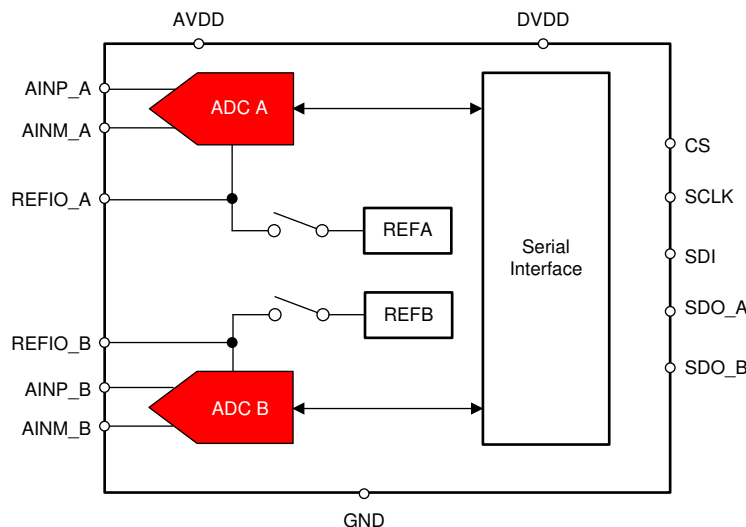 AVDD
DVDD
AINP_A
ADC A
AINM_A
CS
REFIO_A
SCLK
REFA
Serial
Interface
SDI
REFB
SDO_A
REFIO_B
SDO_B
AINP_B
ADC B
AINM_B
GND